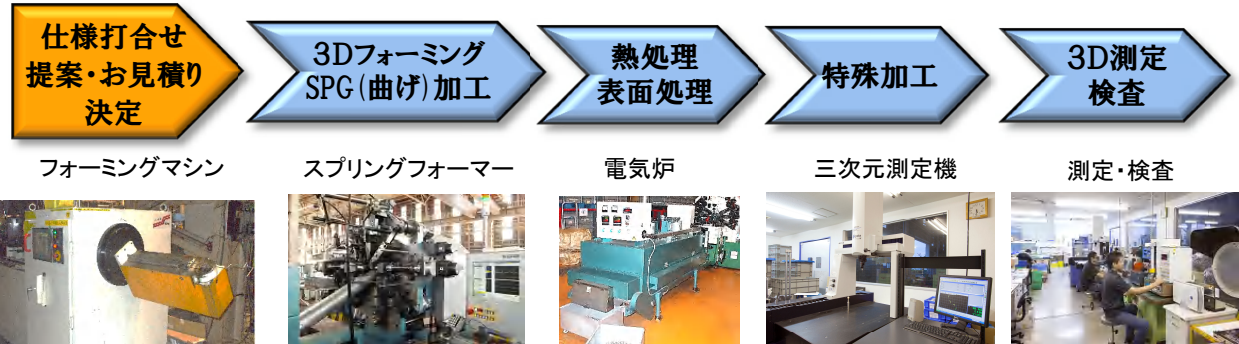 仕様打合せ
提案・お見積り
決定
3Dフォーミング
SPG(曲げ)加工
熱処理
表面処理
特殊加工
3D測定
検査
フォーミングマシン
スプリングフォーマー
電気炉
三次元測定機
測定・検査